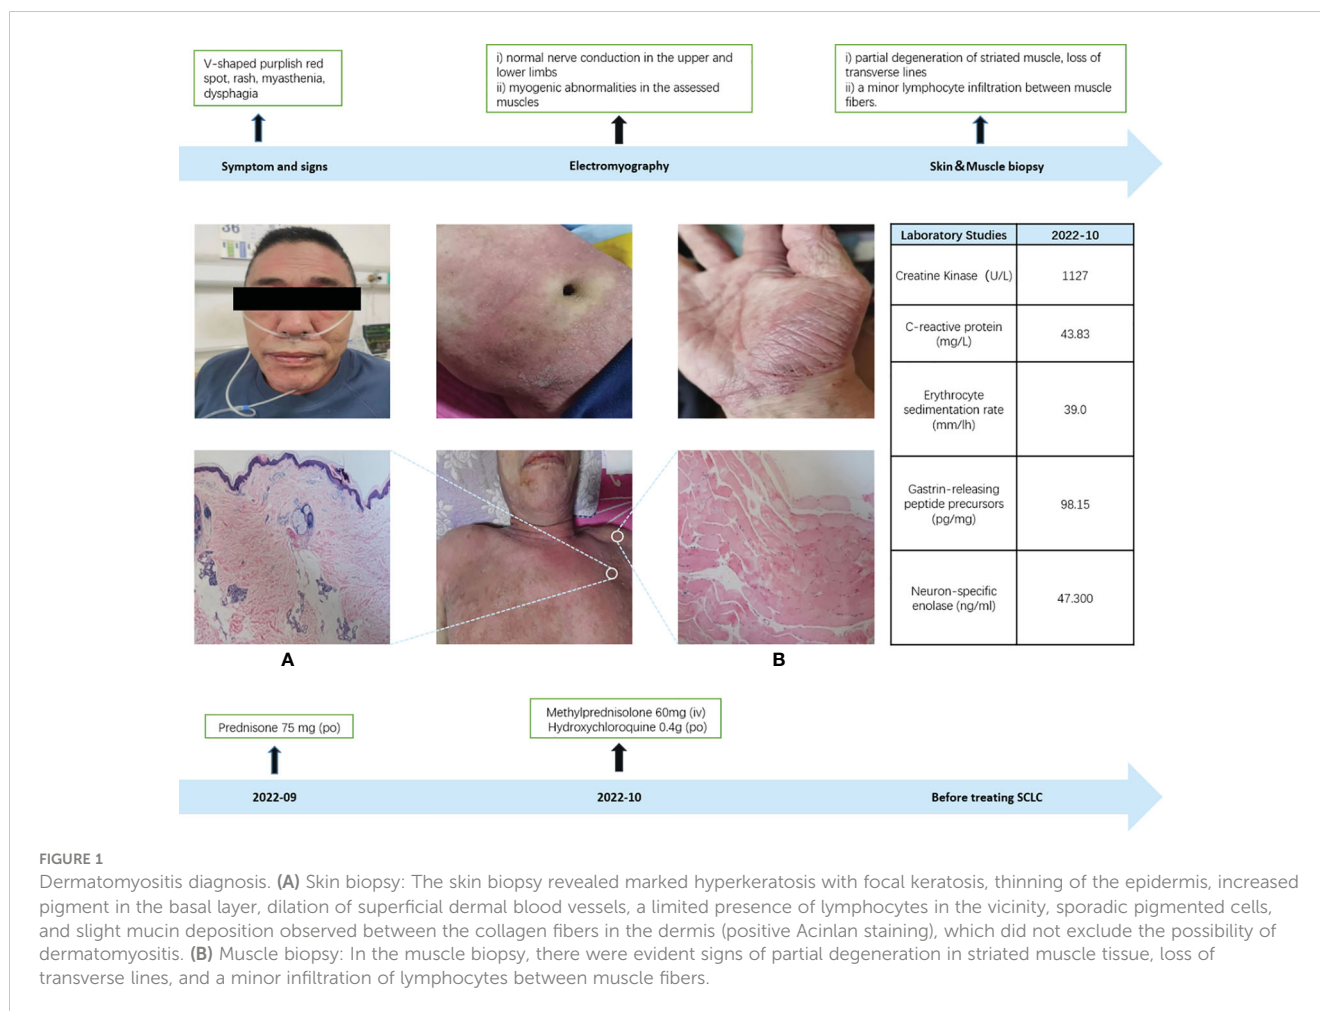 V-shaped purplish red
spot, rash, myasthenia,
dysphagia
i) normal nerve conduction in the upper and
lower limbs
ii) myogenic abnormalities in the assessed
muscles
i) partial degeneration of striated muscle, loss of
transverse lines
ii) a minor lymphocyte infiltration between muscle
fibers.
Symptom and signs
Electromyography
Skin&Muscle biopsy
36
Laboratory Studies
2022-10
Creatine Kinase (U/L)
1127
C-reactive protein
(mg/L)
43.83
Erythrocyte
sedimentation rate
(mm/lh)
39.0
Gastrin-releasing
peptide precursors
(pg/mg)
98.15
Neuron-specific
enolase (ng/ml)
47.300
A
B
Prednisone 75 mg (po)
Methylprednisolone 60mg (iv)
Hydroxychloroquine 0.4g (po)
2022-09
2022-10
Before treating SCLC
FIGURE 1
Dermatomyositis diagnosis. (A) Skin biopsy: The skin biopsy revealed marked hyperkeratosis with focal keratosis, thinning of the epidermis, increased
pigment in the basal layer, dilation of superficial dermal blood vessels, a limited presence of lymphocytes in the vicinity, sporadic pigmented cells,
and slight mucin deposition observed between the collagen fibers in the dermis (positive Acinlan staining), which did not exclude the possibility of
dermatomyositis. (B) Muscle biopsy: In the muscle biopsy, there were evident signs of partial degeneration in striated muscle tissue, loss of
transverse lines, and a minor infiltration of lymphocytes between muscle fibers.